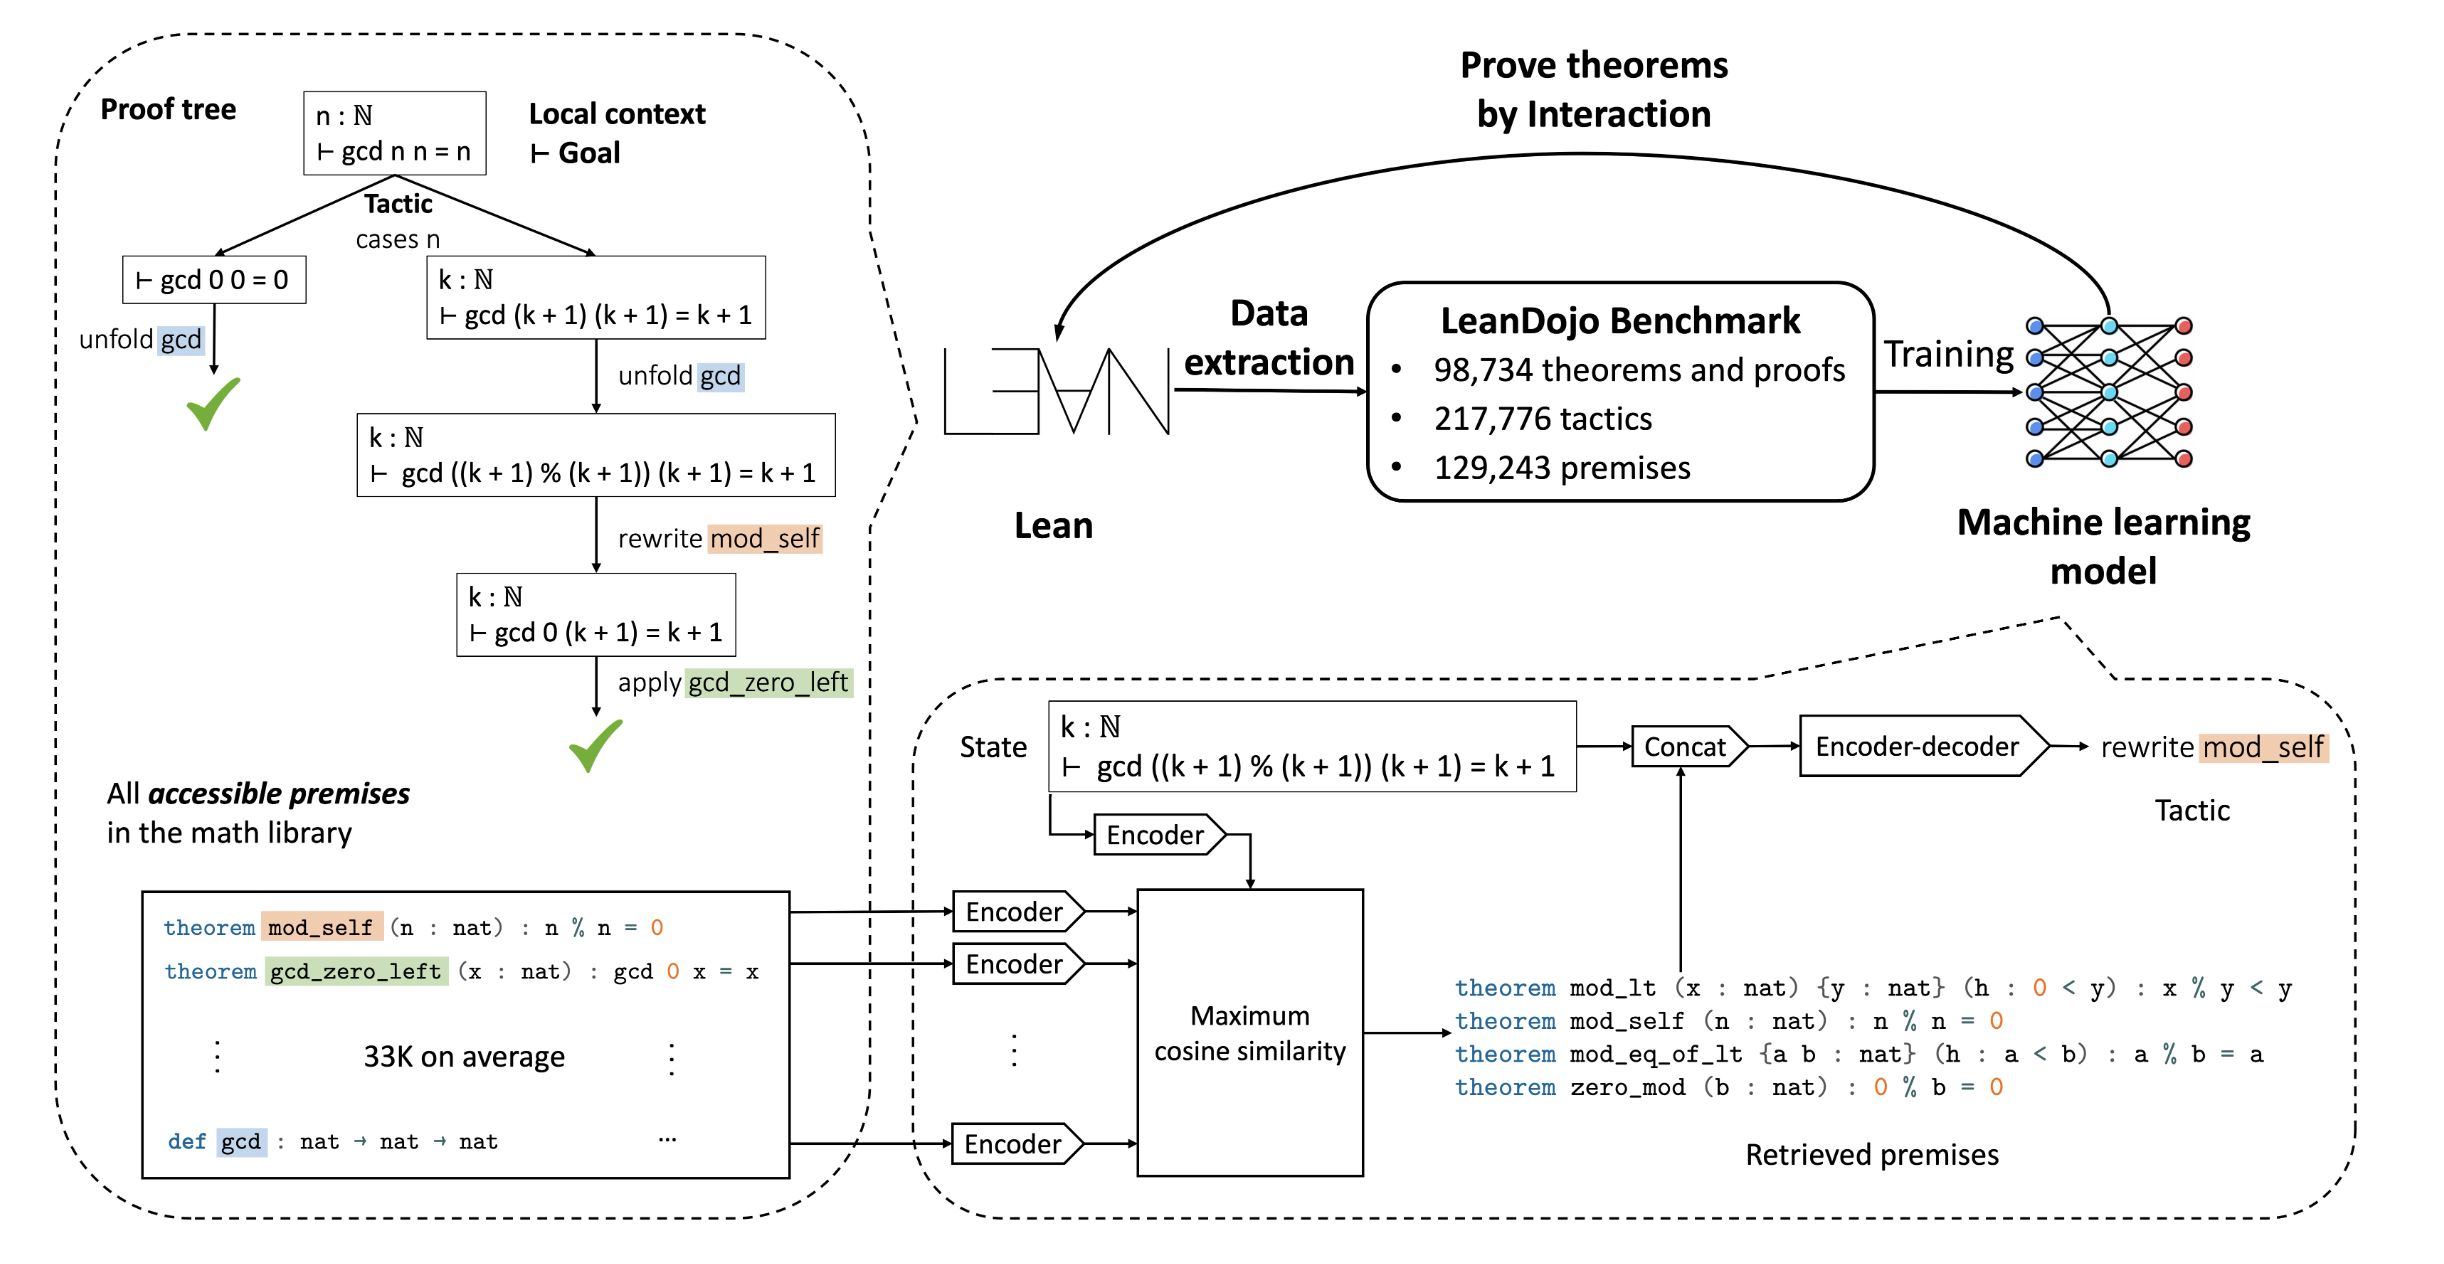 Proof tree
n : ℕ
⊢ gcd n n = n
Local context
⊢ Goal
Tactic
cases n
⊢ gcd 0 0 = 0
k : ℕ
⊢ gcd (k + 1) (k + 1) = k + 1
unfold gcd
unfold gcd
k : ℕ
⊢ gcd ((k + 1) % (k + 1)) (k + 1) = k + 1
rewrite mod_self
k : ℕ
⊢ gcd 0 (k + 1) = k + 1
apply gcd_zero_left
All accessible premises
in the math library
theorem mod_self (n : nat) : n % n = 0
theorem gcd_zero_left (x : nat) : gcd 0 x = x
⋮ 33K on average ⋮
def gcd : nat → nat → nat ...
Prove theorems
by Interaction
LEAN
Lean
Data
extraction
LeanDojo Benchmark
• 98,734 theorems and proofs
• 217,776 tactics
• 129,243 premises
Training
Machine learning
model
State
k : ℕ
⊢ gcd ((k + 1) % (k + 1)) (k + 1) = k + 1
Concat
Encoder-decoder
rewrite mod_self
Tactic
Encoder
Encoder
Encoder
⋮
Encoder
Maximum
cosine similarity
theorem mod_lt (x : nat) {y : nat} (h : 0 < y) : x % y < y
theorem mod_self (n : nat) : n % n = 0
theorem mod_eq_of_lt {a b : nat} (h : a < b) : a % b = a
theorem zero_mod (b : nat) : 0 % b = 0
Retrieved premises